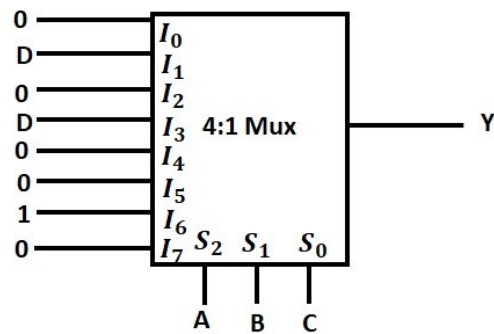 0 I₀
D I₁
0 I₂
D I₃ 4:1 Mux Y
0 I₄
0 I₅
1 I₆
0 I₇ S₂ S₁ S₀
A B C